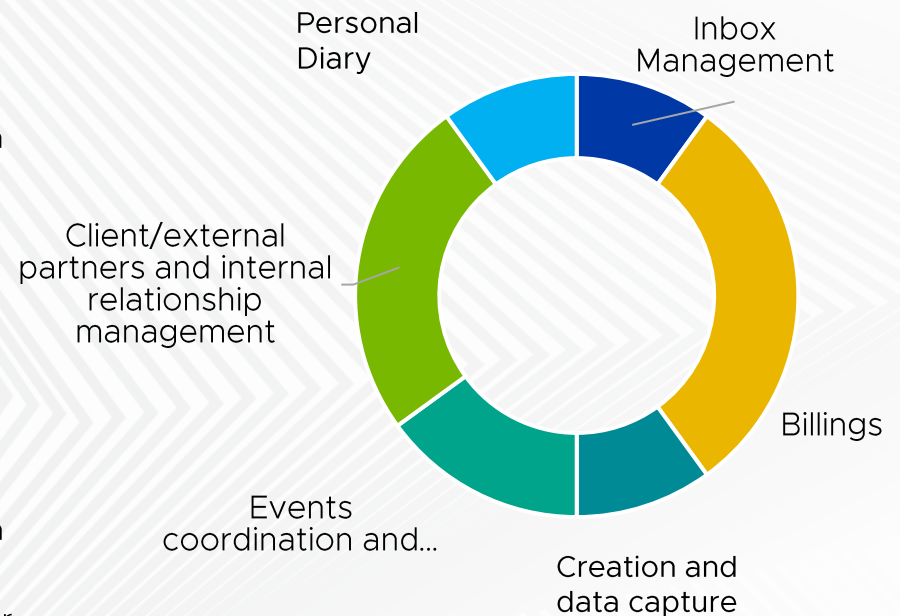 Personal
Diary
Inbox
Management
Client/external
partners and internal
relationship
management
Billings
Events
coordination and...
Creation and
data capture